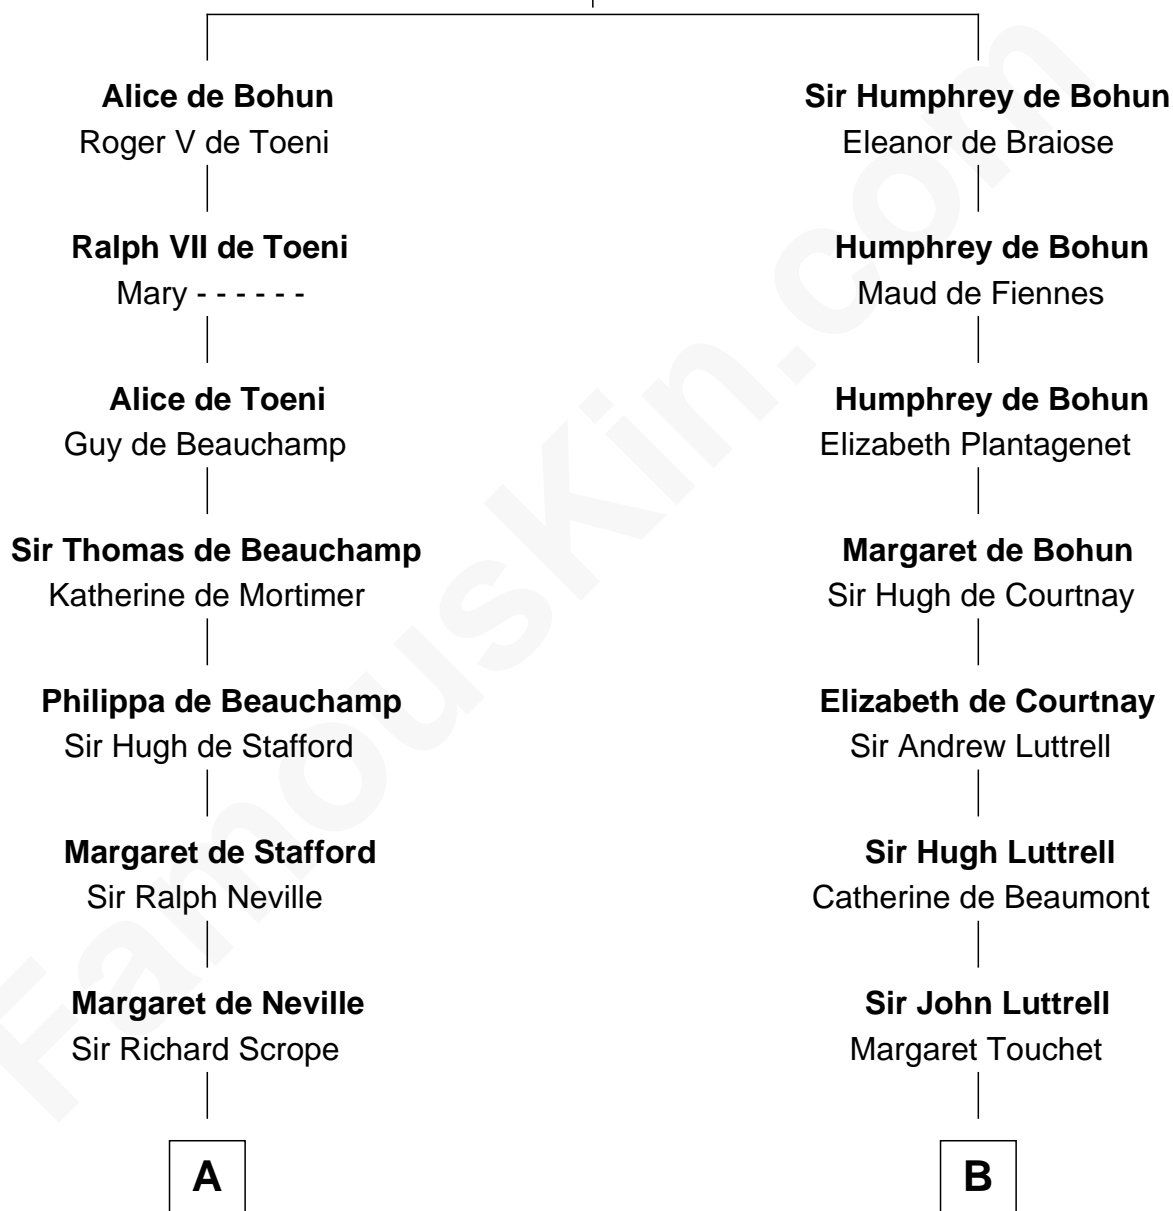 Alice de Bohun
Roger V de Toeni
Ralph VII de Toeni
Mary - - - - - -
Alice de Toeni
Guy de Beauchamp
Sir Thomas de Beauchamp
Katherine de Mortimer
Philippa de Beauchamp
Sir Hugh de Stafford
Margaret de Stafford
Sir Ralph Neville
Margaret de Neville
Sir Richard Scrope
A
Sir Humphrey de Bohun
Eleanor de Braiose
Humphrey de Bohun
Maud de Fiennes
Humphrey de Bohun
Elizabeth Plantagenet
Margaret de Bohun
Sir Hugh de Courtnay
Elizabeth de Courtnay
Sir Andrew Luttrell
Sir Hugh Luttrell
Catherine de Beaumont
Sir John Luttrell
Margaret Touchet
B
FamousKin.com